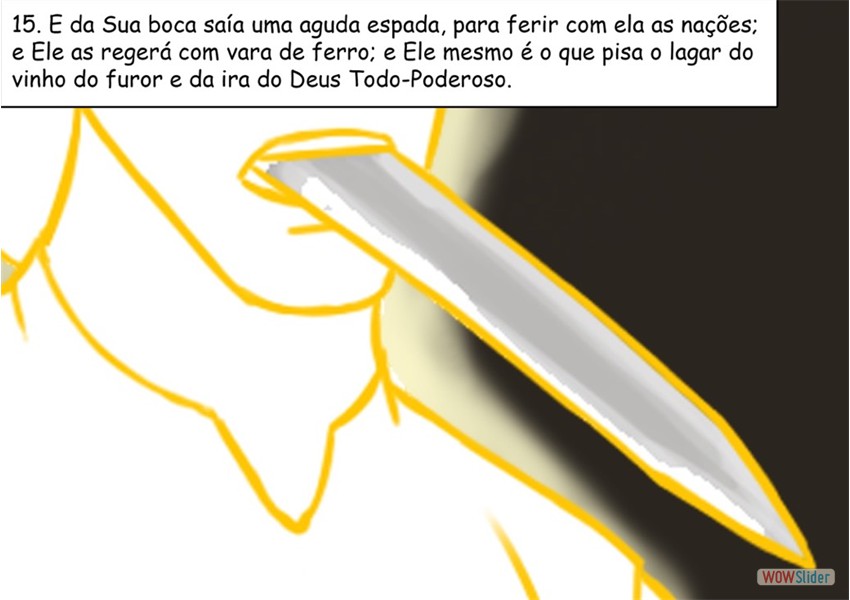 15. E da Sua boca saía uma aguda espada, para ferir com ela as nações;
e Ele as regerá com vara de ferro; e Ele mesmo é o que pisa o lagar do
vinho do furor e da ira do Deus Todo-Poderoso.
WOWSlider